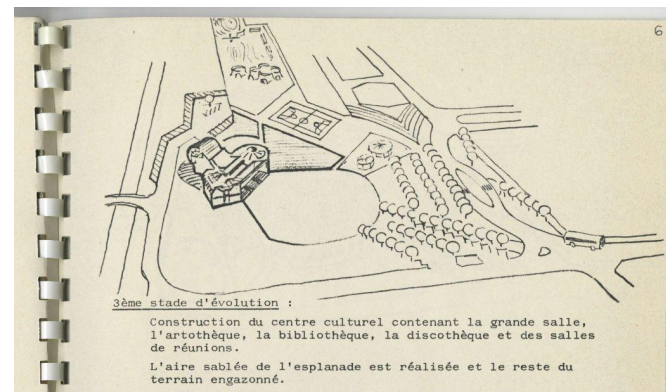 6
3ème stade d'évolution :
Construction du centre culturel contenant la grande salle,
l'artothèque, la bibliothèque, la discothèque et des salles
de réunions.
L'aire sablée de l'esplanade est réalisée et le reste du
terrain engazonné.